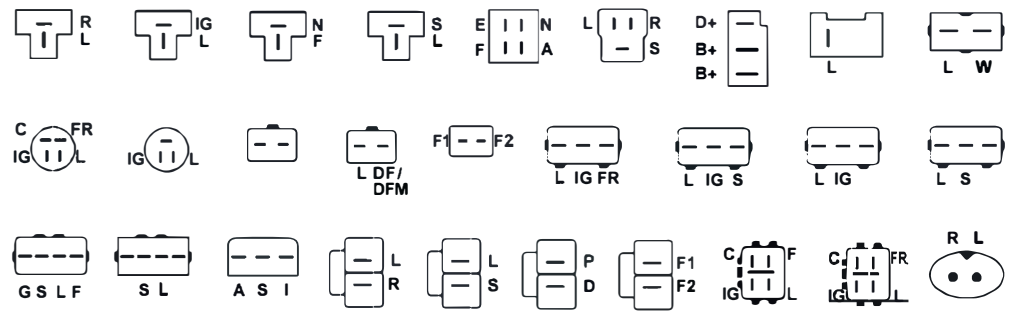 R
L
IG
L
N
F
S
L
E N
F A
L R
S
D+
B+
B+
L
L W
C FR
IG L
IG L
L DF/
DFM
F1 F2
L IG FR
L IG S
L IG
L S
G S L F
S L
A S I
L
R
L
S
P
D
F1
F2
C F
IG L
C FR
IG L
R L